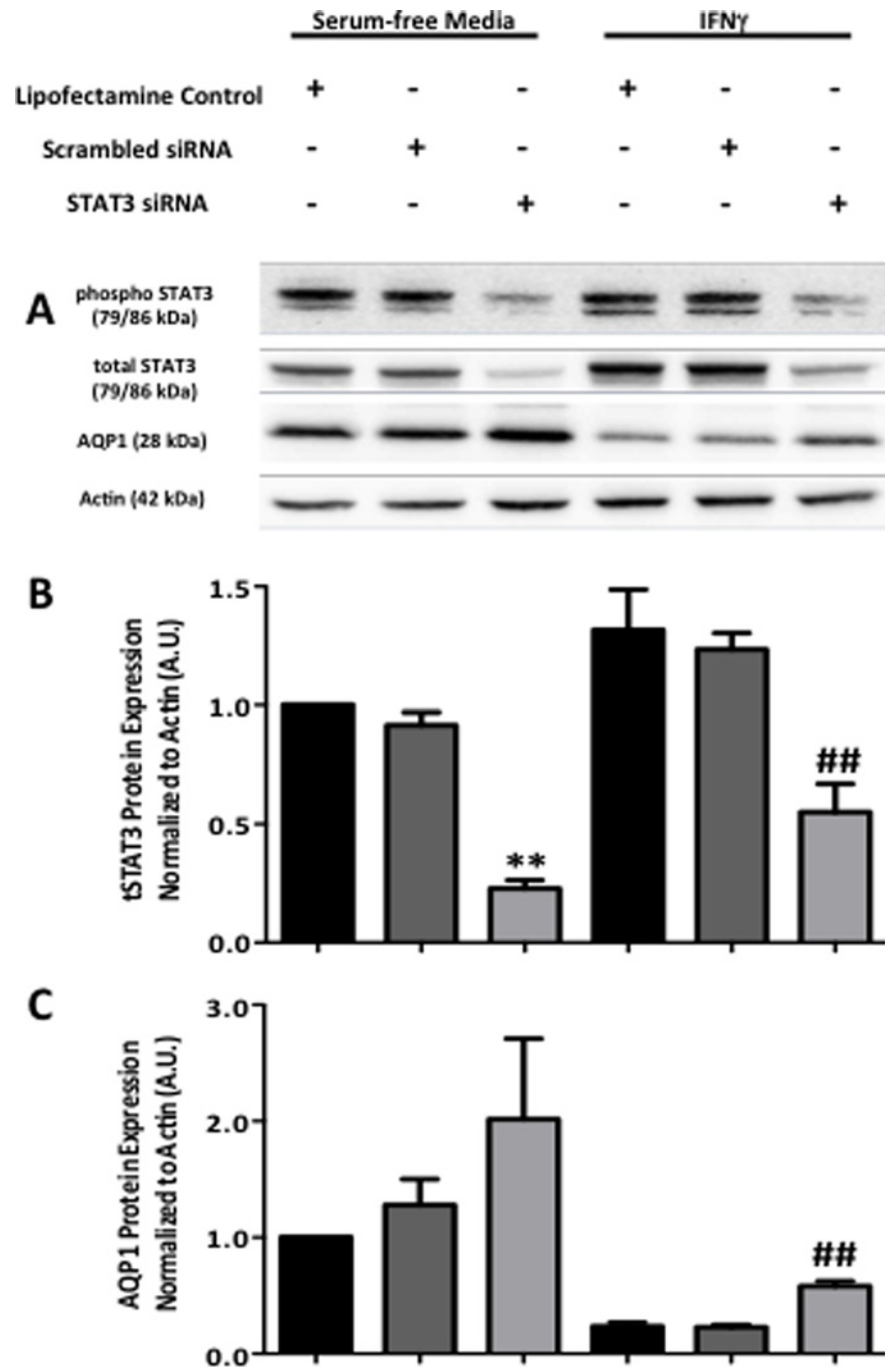 Serum-free Media IFNγ
Lipofectamine Control + - - + - -
Scrambled siRNA - + - - + -
STAT3 siRNA - - + - - +
A
phospho STAT3
(79/86 kDa)
total STAT3
(79/86 kDa)
AQP1 (28 kDa)
Actin (42 kDa)
B
tSTAT3 Protein Expression
Normalized to Actin (A.U.)
1.5
1.0
0.5
0.0
**
##
C
AQP1 Protein Expression
Normalized to Actin (A.U.)
3.0
2.0
1.0
0.0
##